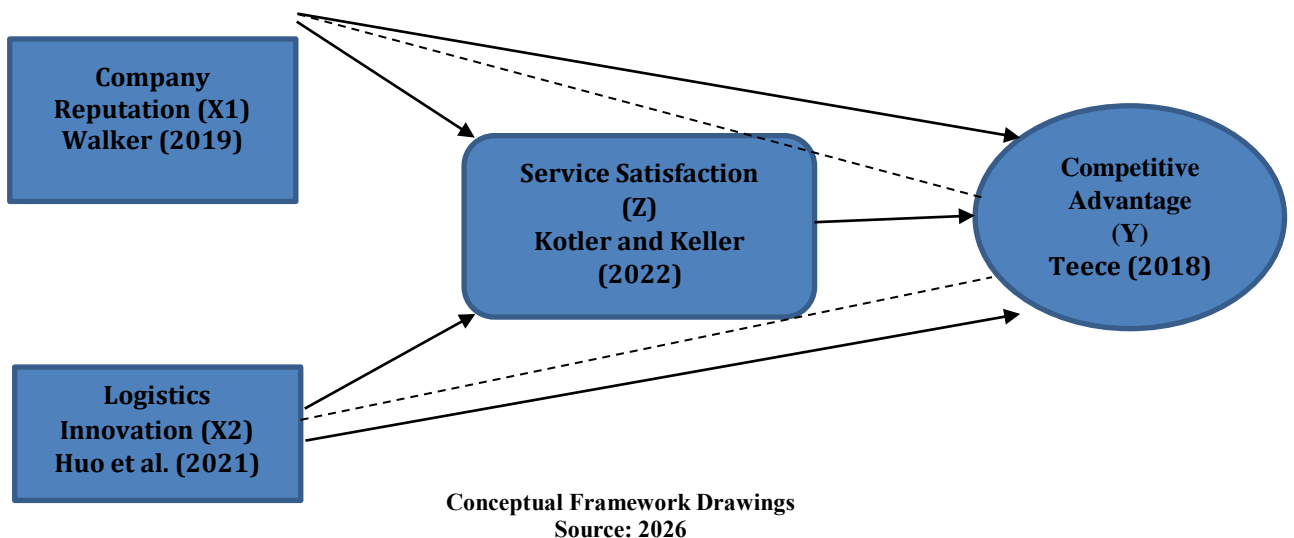 Company
Reputation (X1)
Walker (2019)
Service Satisfaction
(Z)
Kotler and Keller
(2022)
Competitive
Advantage
(Y)
Teece (2018)
Logistics
Innovation (X2)
Huo et al. (2021)
Conceptual Framework Drawings
Source: 2026